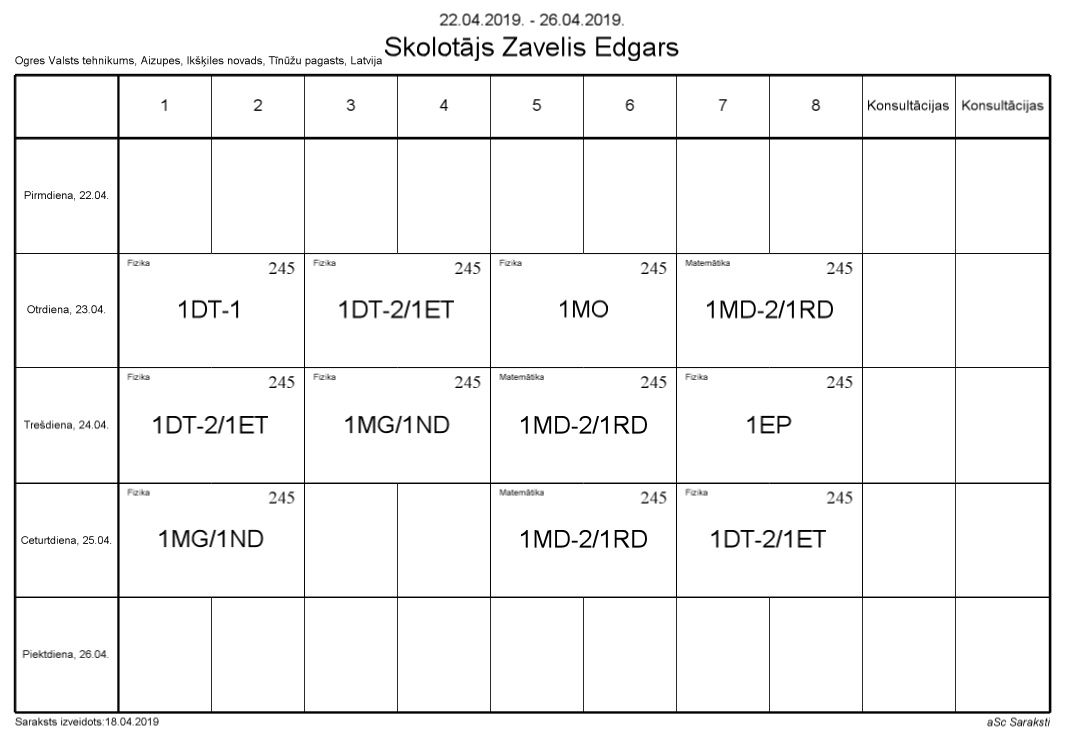 22.04.2019. - 26.04.2019.
Skolotājs Zavelis Edgars
Ogres Valsts tehnikums, Aizupes, Ikšķiles novads, Tīnūžu pagasts, Latvija
1 2 3 4 5 6 7 8 Konsultācijas Konsultācijas
Pirmdiena, 22.04.
Fizika 245 Fizika 245 Fizika 245 Matemātika 245
Otrdiena, 23.04. 1DT-1 1DT-2/1ET 1MO 1MD-2/1RD
Fizika 245 Fizika 245 Matemātika 245 Fizika 245
Trešdiena, 24.04. 1DT-2/1ET 1MG/1ND 1MD-2/1RD 1EP
Fizika 245 Matemātika 245 Fizika 245
Ceturtdiena, 25.04. 1MG/1ND 1MD-2/1RD 1DT-2/1ET
Piektdiena, 26.04.
Saraksts izveidots:18.04.2019 aSc Saraksti